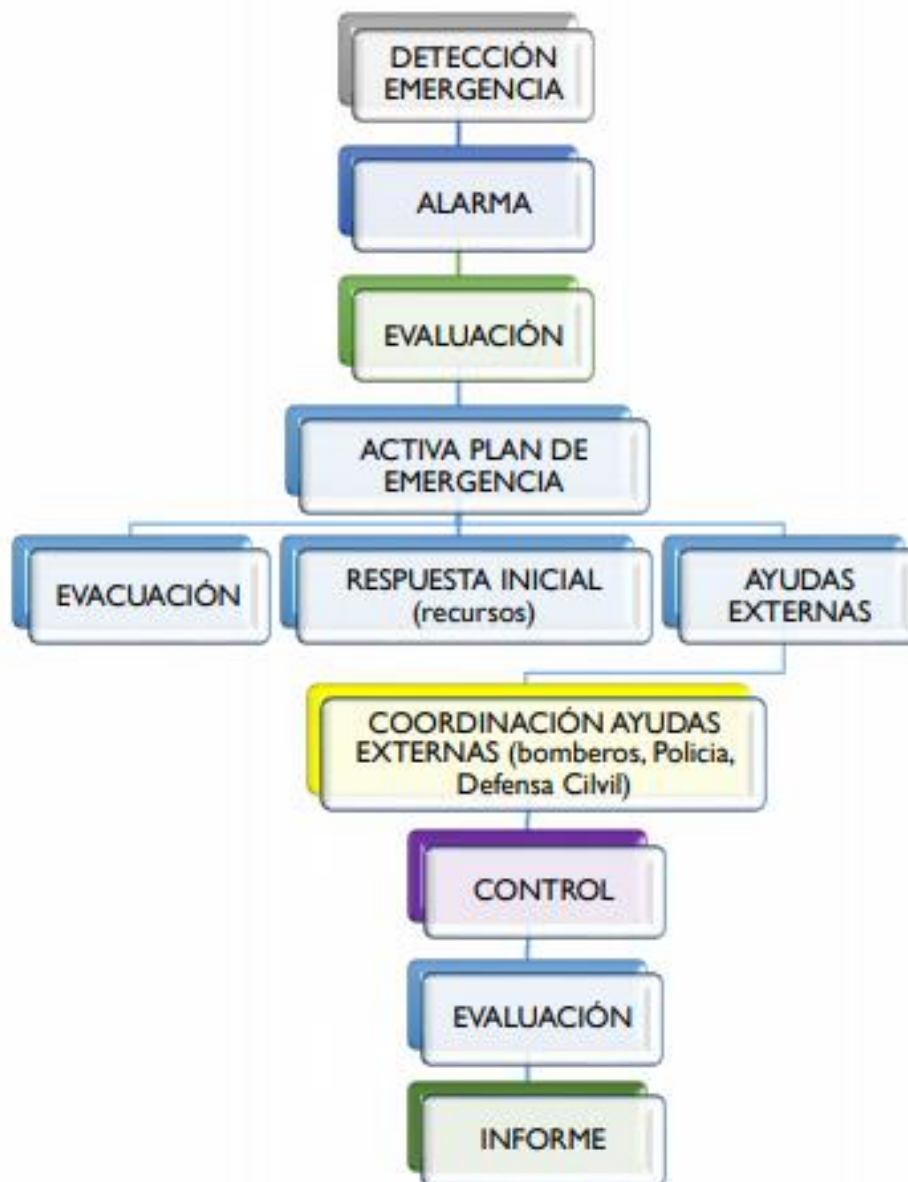 DETECCIÓN
EMERGENCIA
ALARMA
EVALUACIÓN
ACTIVA PLAN DE
EMERGENCIA
EVACUACIÓN
RESPUESTA INICIAL
(recursos)
AYUDAS
EXTERNAS
COORDINACIÓN AYUDAS
EXTERNAS (bomberos, Policia,
Defensa Cilvil)
CONTROL
EVALUACIÓN
INFORME